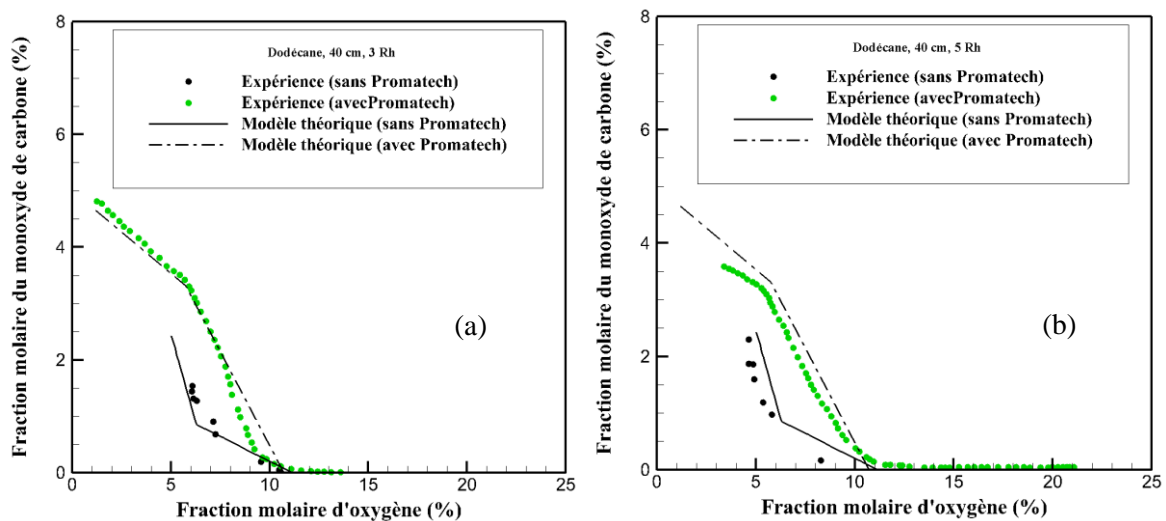 Dodécane, 40 cm, 3 Rh
Expérience (sans Promatech)
Expérience (avecPromatech)
Modèle théorique (sans Promatech)
Modèle théorique (avec Promatech)
(a)
Fraction molaire du monoxyde de carbone (%)
8
6
4
2
0
0 5 10 15 20 25
Fraction molaire d'oxygène (%)
Dodécane, 40 cm, 5 Rh
Expérience (sans Promatech)
Expérience (avecPromatech)
Modèle théorique (sans Promatech)
Modèle théorique (avec Promatech)
(b)
Fraction molaire du monoxyde de carbone (%)
8
6
4
2
0
0 5 10 15 20 25
Fraction molaire d'oxygène (%)